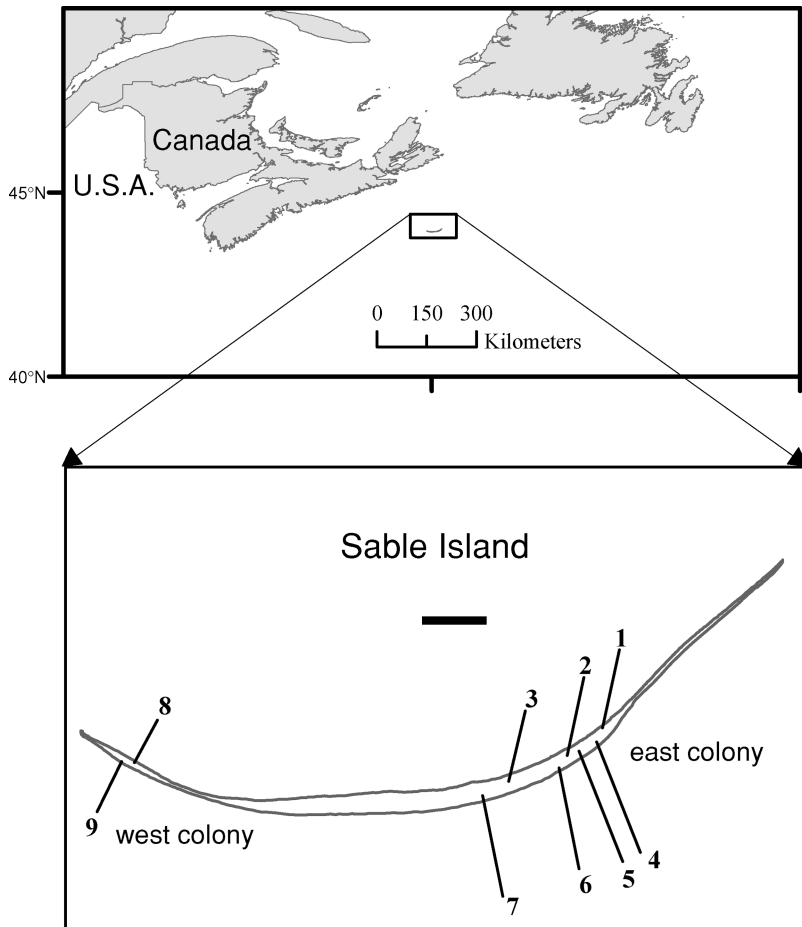 Canada
U.S.A.
45°N
0 150 300
Kilometers
40°N
Sable Island
1
2
3
8
east colony
9
west colony
4
5
6
7